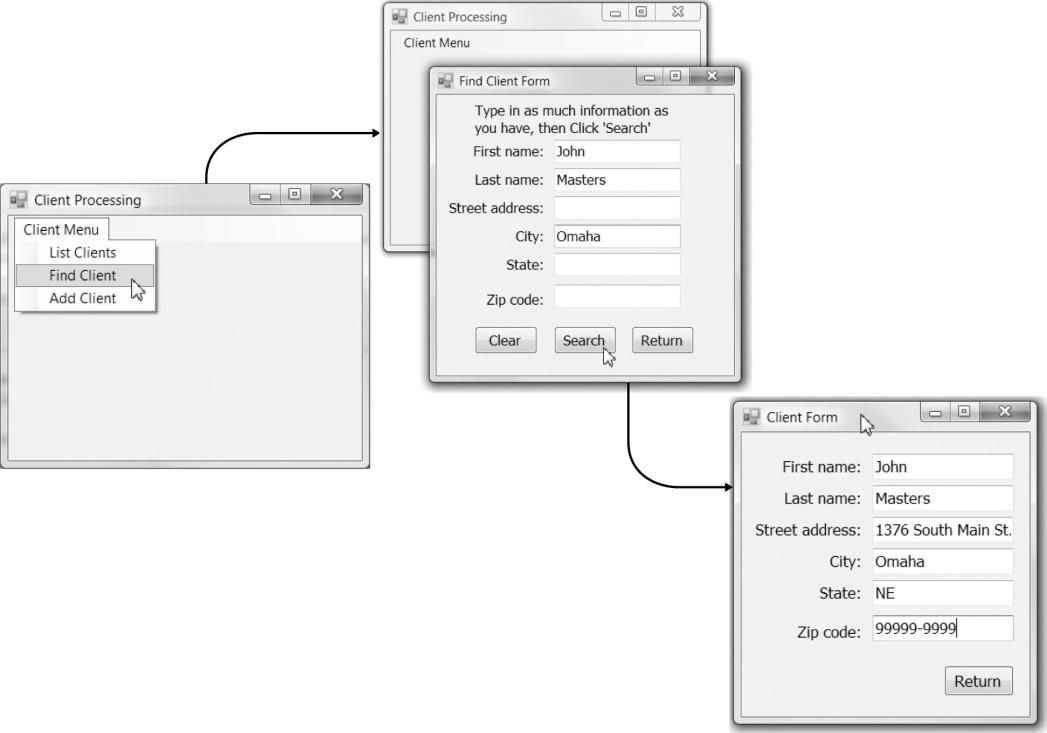 Client Processing
Client Menu
List Clients
Find Client
Add Client
Client Processing
Client Menu
Find Client Form
Type in as much information as
you have, then Click 'Search'
First name: John
Last name: Masters
Street address:
City: Omaha
State:
Zip code:
Clear Search Return
Client Form
First name: John
Last name: Masters
Street address: 1376 South Main St.
City: Omaha
State: NE
Zip code: 99999-9999
Return